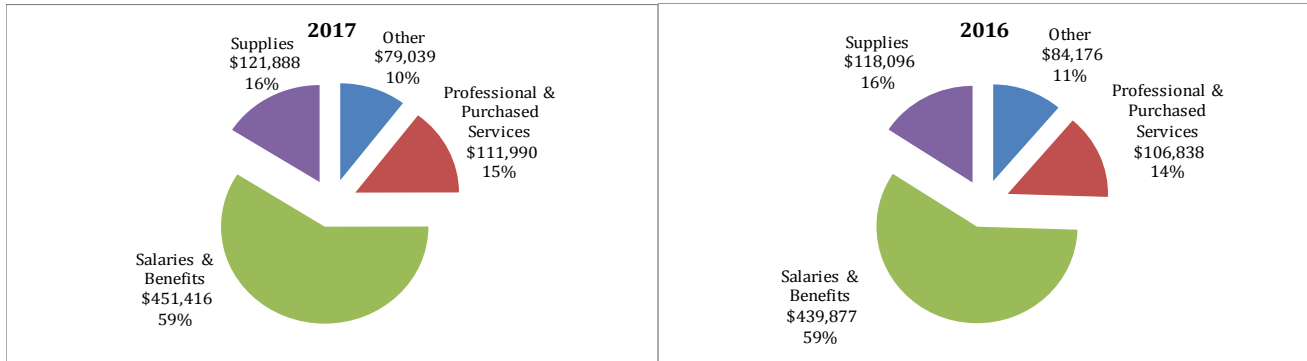 2017
Supplies
$121,888
16%
Other
$79,039
10%
Professional &
Purchased
Services
$111,990
15%
Salaries &
Benefits
$451,416
59%
2016
Supplies
$118,096
16%
Other
$84,176
11%
Professional &
Purchased
Services
$106,838
14%
Salaries &
Benefits
$439,877
59%